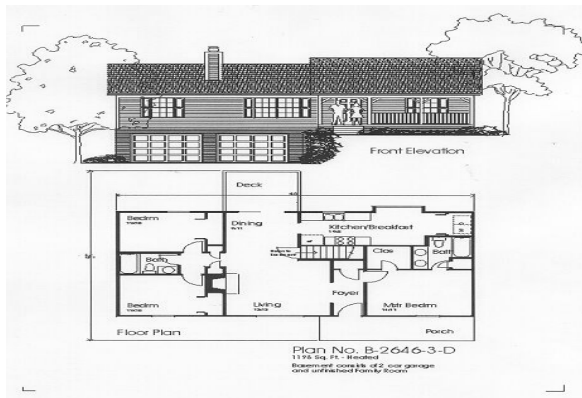 Front Elevation
Deck
Bedrm
Dining
Kitchen/Breakfast
Bath
Clos
Bath
Bedrm
Living
Foyer
Mstr Bedrm
Floor Plan
Porch
Plan No. B-2646-3-D
1196 Sq. Ft. - Heated
Basement consists of 2 car garage
and unfinished Family Room